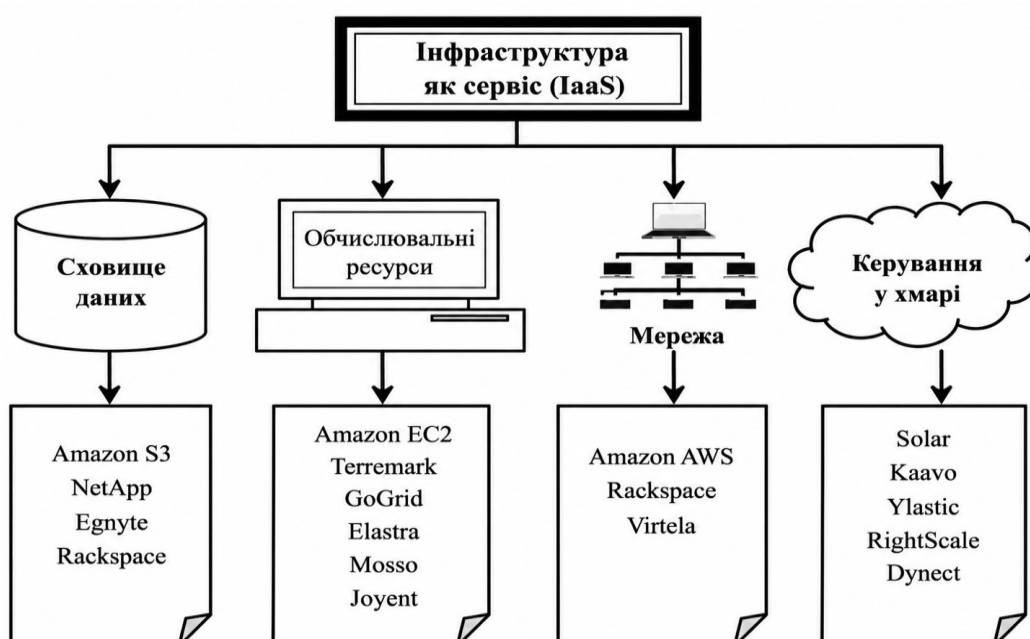 Інфраструктура
як сервіс (IaaS)
Сховище
даних
Обчислювальні
ресурси
Мережа
Керування
у хмарі
Amazon S3
NetApp
Egnyte
Rackspace
Amazon EC2
Terremark
GoGrid
Elastra
Mosso
Joyent
Amazon AWS
Rackspace
Virtela
Solar
Kaavo
Ylastic
RightScale
Dynect